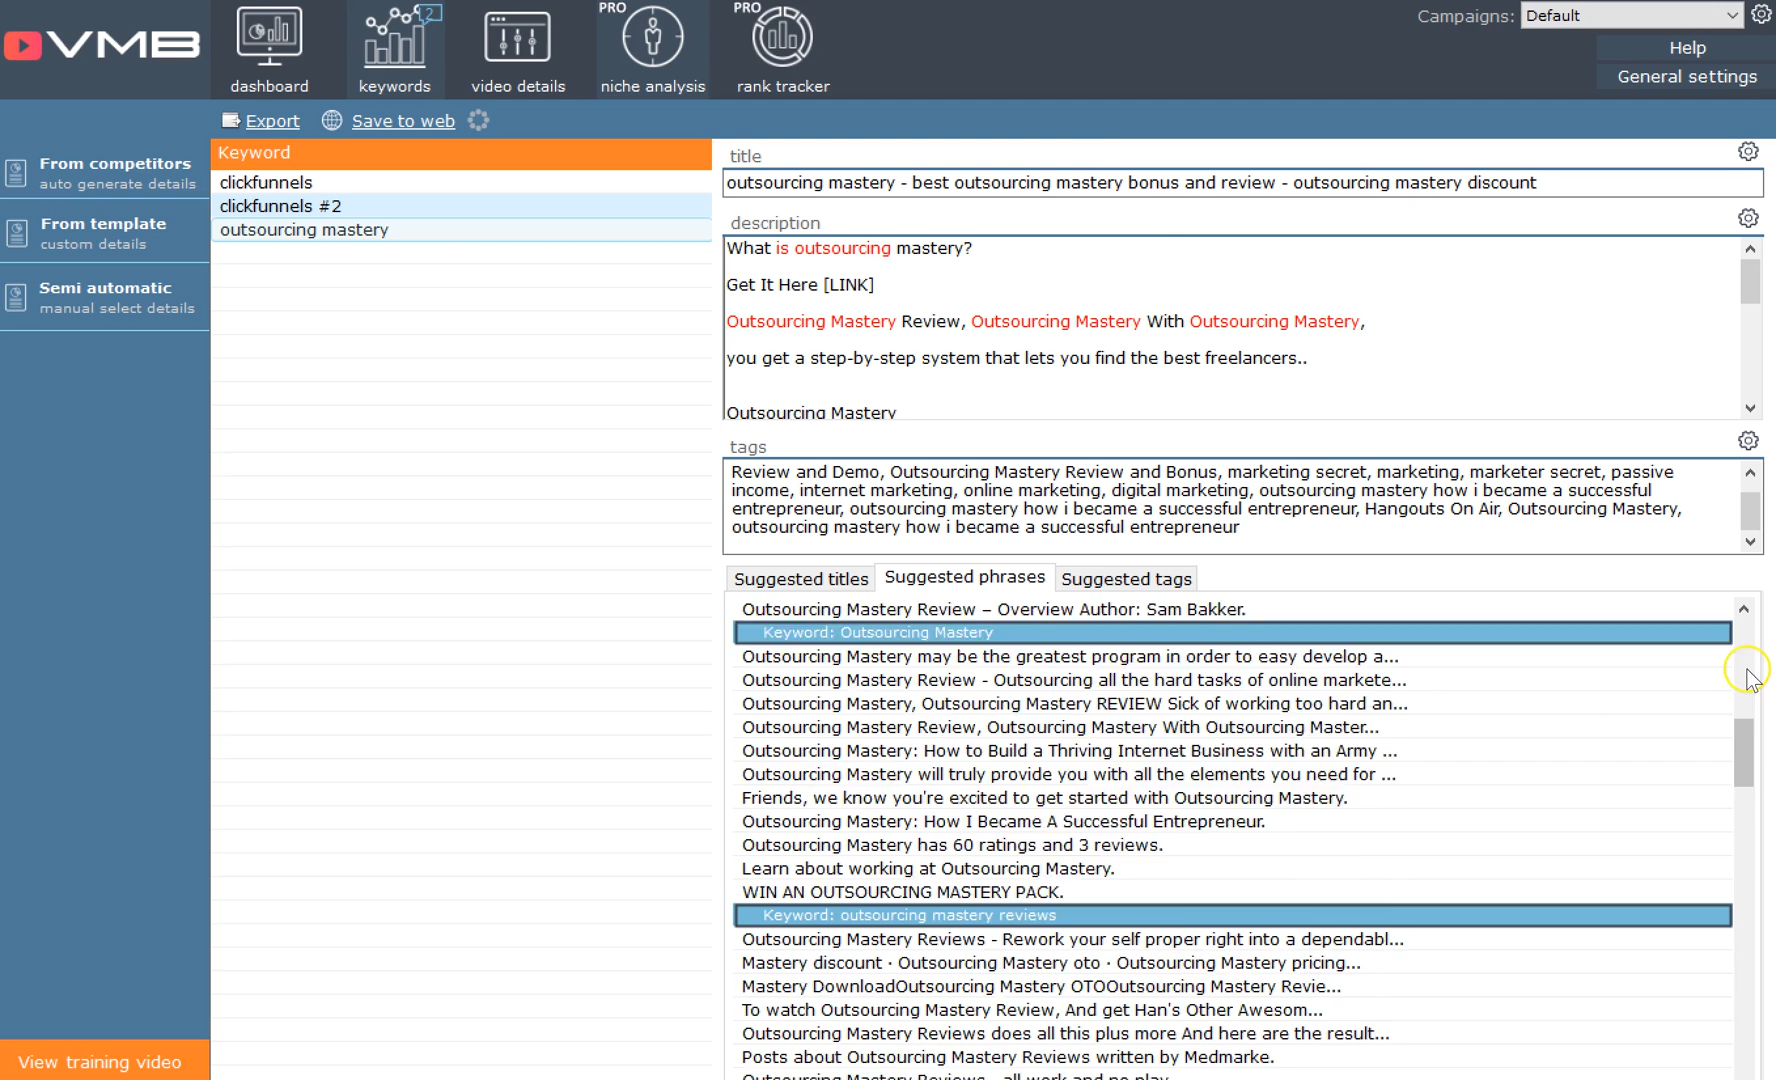 VMB
dashboard
2
keywords
video details
PRO
niche analysis
PRO
rank tracker
Campaigns: Default
Help
General settings
Export
Save to web
From competitors
auto generate details
From template
custom details
Semi automatic
manual select details
View training video
Keyword
clickfunnels
clickfunnels #2
outsourcing mastery
title
outsourcing mastery - best outsourcing mastery bonus and review - outsourcing mastery discount
description
What is outsourcing mastery?
Get It Here [LINK]
Outsourcing Mastery Review, Outsourcing Mastery With Outsourcing Mastery,
you get a step-by-step system that lets you find the best freelancers..
Outsourcing Mastery
tags
Review and Demo, Outsourcing Mastery Review and Bonus, marketing secret, marketing, marketer secret, passive
income, internet marketing, online marketing, digital marketing, outsourcing mastery how i became a successful
entrepreneur, outsourcing mastery how i became a successful entrepreneur, Hangouts On Air, Outsourcing Mastery,
outsourcing mastery how i became a successful entrepreneur
Suggested titles Suggested phrases Suggested tags
Outsourcing Mastery Review – Overview Author: Sam Bakker.
Keyword: Outsourcing Mastery
Outsourcing Mastery may be the greatest program in order to easy develop a...
Outsourcing Mastery Review - Outsourcing all the hard tasks of online markete...
Outsourcing Mastery, Outsourcing Mastery REVIEW Sick of working too hard an...
Outsourcing Mastery Review, Outsourcing Mastery With Outsourcing Master...
Outsourcing Mastery: How to Build a Thriving Internet Business with an Army ...
Outsourcing Mastery will truly provide you with all the elements you need for ...
Friends, we know you're excited to get started with Outsourcing Mastery.
Outsourcing Mastery: How I Became A Successful Entrepreneur.
Outsourcing Mastery has 60 ratings and 3 reviews.
Learn about working at Outsourcing Mastery.
WIN AN OUTSOURCING MASTERY PACK.
Keyword: outsourcing mastery reviews
Outsourcing Mastery Reviews - Rework your self proper right into a dependabl...
Mastery discount · Outsourcing Mastery oto · Outsourcing Mastery pricing...
Mastery DownloadOutsourcing Mastery OTOOutsourcing Mastery Revie...
To watch Outsourcing Mastery Review, And get Han's Other Awesom...
Outsourcing Mastery Reviews does all this plus more And here are the result...
Posts about Outsourcing Mastery Reviews written by Medmarke.
Outsourcing Mastery Reviews - all work and no play